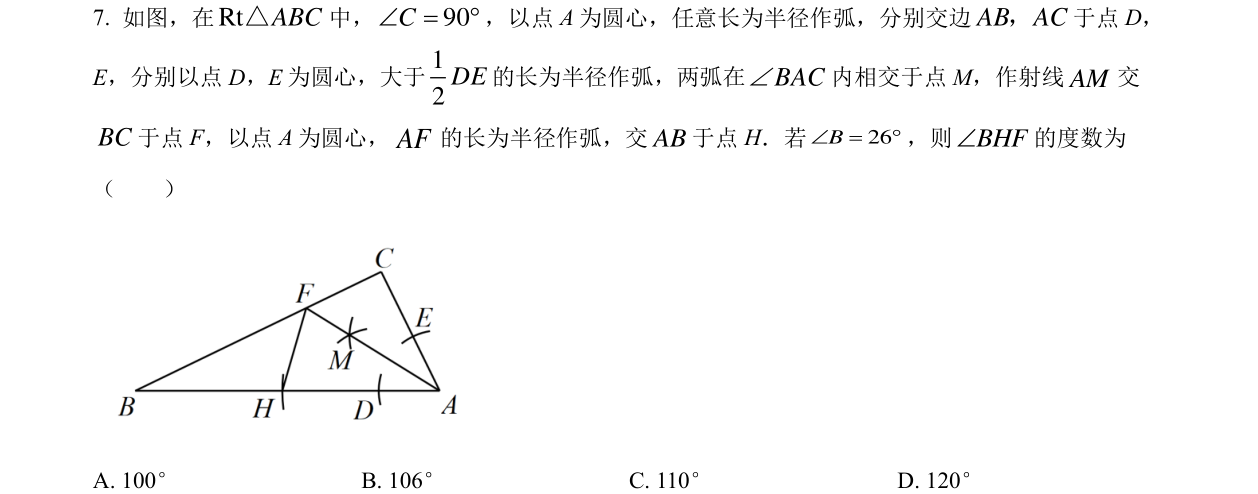 7. 如图，在Rt△ABC中，∠C=90°，以点A为圆心，任意长为半径作弧，分别交边AB，AC于点D，
E，分别以点D，E为圆心，大于1/2DE的长为半径作弧，两弧在∠BAC内相交于点M，作射线AM交
BC于点F，以点A为圆心，AF的长为半径作弧，交AB于点H．若∠B=26°，则∠BHF的度数为
（ ）
C
F
E
M
B H D A
A. 100° B. 106° C. 110° D. 120°